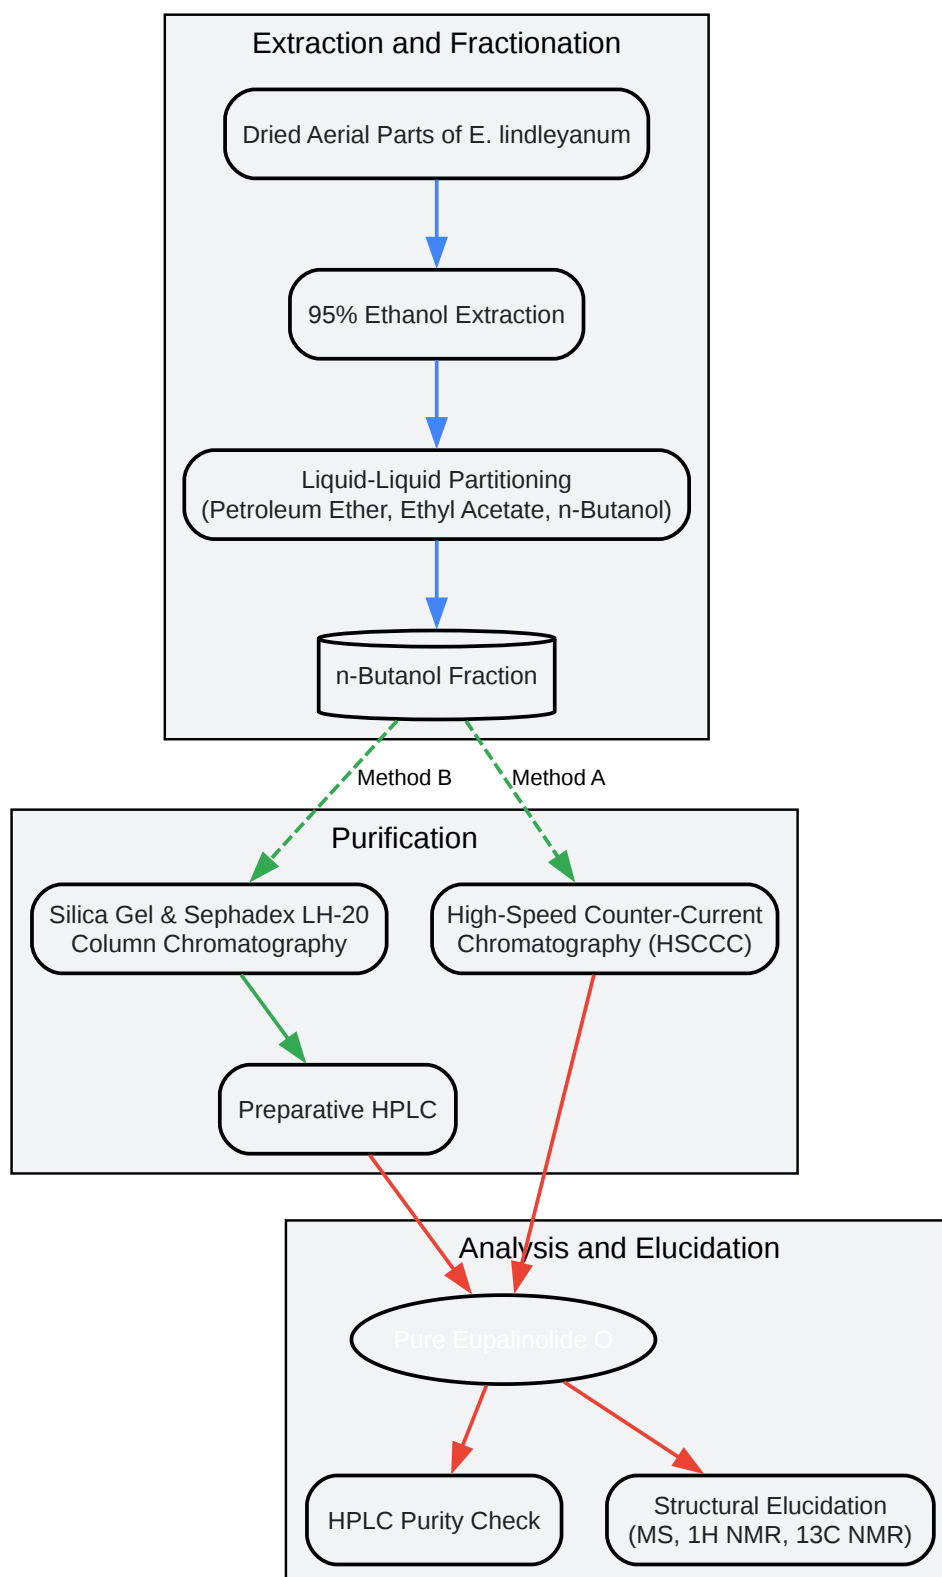 Extraction and Fractionation
Dried Aerial Parts of E. lindleyanum
95% Ethanol Extraction
Liquid-Liquid Partitioning
(Petroleum Ether, Ethyl Acetate, n-Butanol)
n-Butanol Fraction
Method B
Method A
Purification
Silica Gel & Sephadex LH-20
Column Chromatography
High-Speed Counter-Current
Chromatography (HSCCC)
Preparative HPLC
Analysis and Elucidation
Pure Eupalinolide O
HPLC Purity Check
Structural Elucidation
(MS, 1H NMR, 13C NMR)